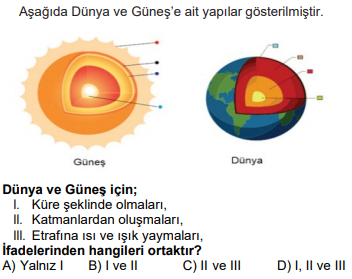 Aşağıda Dünya ve Güneş’e ait yapılar gösterilmiştir.
Güneş
Dünya
Dünya ve Güneş için;
I. Küre şeklinde olmaları,
II. Katmanlardan oluşmaları,
III. Etrafına ısı ve ışık yaymaları,
İfadelerinden hangileri ortaktır?
A) Yalnız I B) I ve II C) II ve III D) I, II ve III